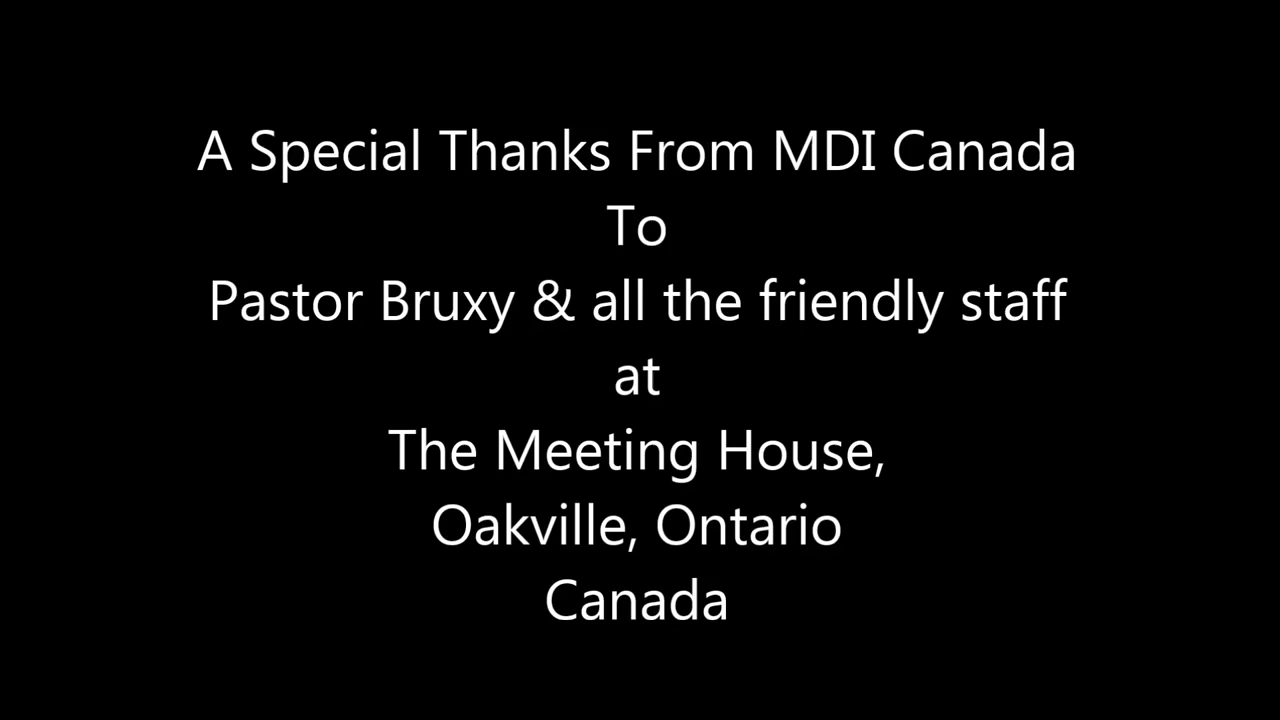 A Special Thanks From MDI Canada
To
Pastor Bruxy & all the friendly staff
at
The Meeting House,
Oakville, Ontario
Canada